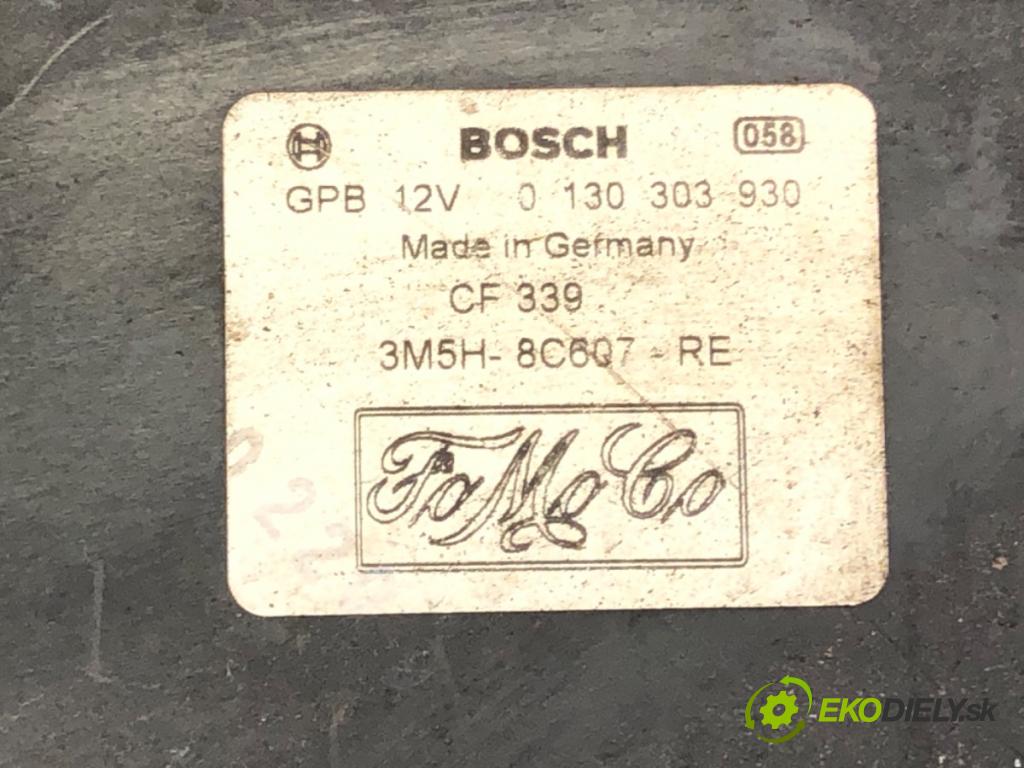 BOSCH 058
GPB 12V 0 130 303 930
Made in Germany
CF 339
3M5H- 8C607 - RE
FoMoCo
EKODIELY.sk